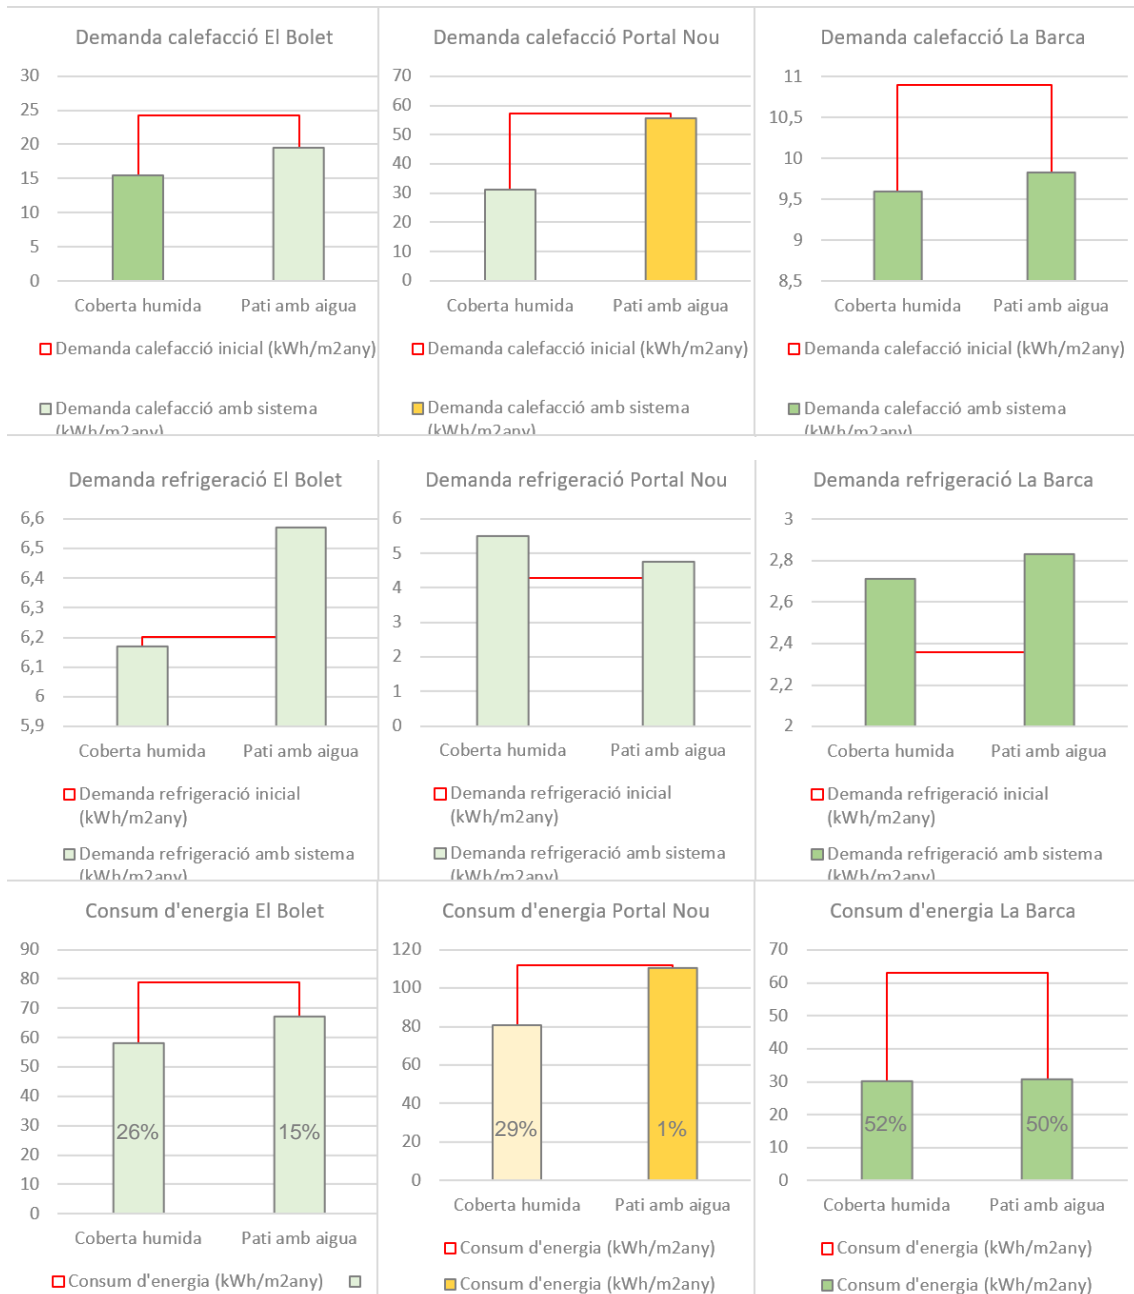 Demanda calefacció El Bolet
30
25
20
15
10
5
0
Coberta humida Pati amb aigua
Demanda calefacció inicial (kWh/m2any)
Demanda calefacció amb sistema
(kWh/m2any)
Demanda calefacció Portal Nou
70
60
50
40
30
20
10
0
Coberta humida Pati amb aigua
Demanda calefacció inicial (kWh/m2any)
Demanda calefacció amb sistema
(kWh/m2any)
Demanda calefacció La Barca
11
10,5
10
9,5
9
8,5
Coberta humida Pati amb aigua
Demanda calefacció inicial (kWh/m2any)
Demanda calefacció amb sistema
(kWh/m2any)
Demanda refrigeració El Bolet
6,6
6,5
6,4
6,3
6,2
6,1
6
5,9
Coberta humida Pati amb aigua
Demanda refrigeració inicial
(kWh/m2any)
Demanda refrigeració amb sistema
(kWh/m2any)
Demanda refrigeració Portal Nou
6
5
4
3
2
1
0
Coberta humida Pati amb aigua
Demanda refrigeració inicial
(kWh/m2any)
Demanda refrigeració amb sistema
(kWh/m2any)
Demanda refrigeració La Barca
3
2,8
2,6
2,4
2,2
2
Coberta humida Pati amb aigua
Demanda refrigeració inicial
(kWh/m2any)
Demanda refrigeració amb sistema
(kWh/m2any)
Consum d'energia El Bolet
90
80
70
60
50
40
30
20
10
0
26% 15%
Coberta humida Pati amb aigua
Consum d'energia (kWh/m2any)
Consum d'energia Portal Nou
120
100
80
60
40
20
0
29% 1%
Coberta humida Pati amb aigua
Consum d'energia (kWh/m2any)
Consum d'energia (kWh/m2any)
Consum d'energia La Barca
70
60
50
40
30
20
10
0
52% 50%
Coberta humida Pati amb aigua
Consum d'energia (kWh/m2any)
Consum d'energia (kWh/m2any)